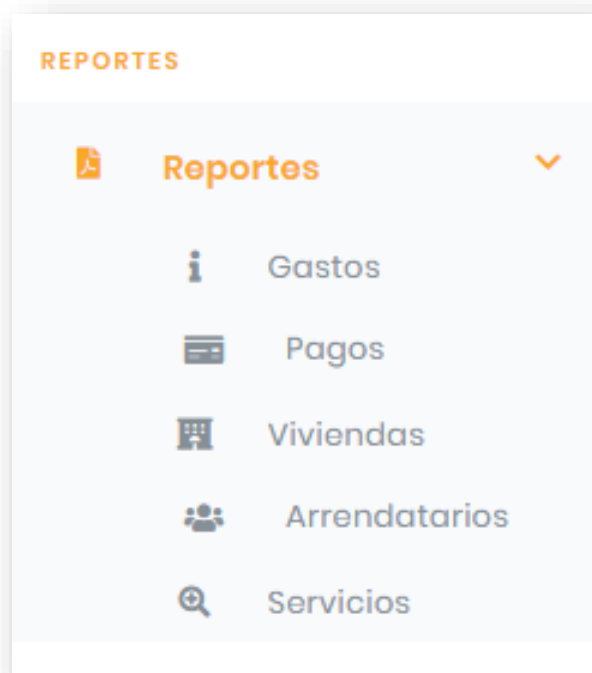 REPORTES
Reportes
Gastos
Pagos
Viviendas
Arrendatarios
Servicios